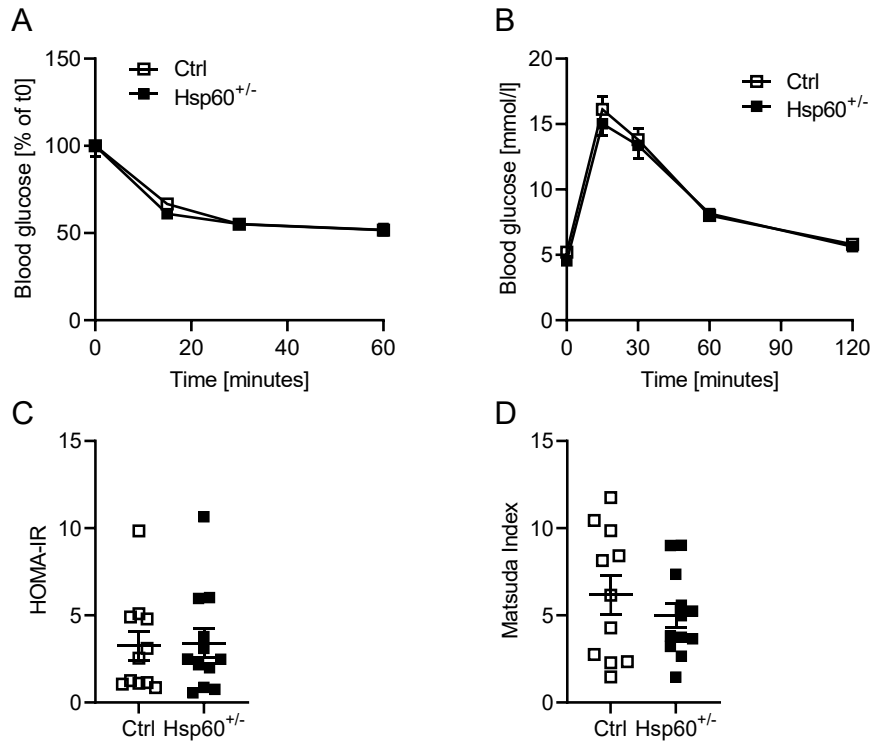 A
Blood glucose [% of t0]
150
100
50
0
Ctrl
Hsp60+/-
0 20 40 60
Time [minutes]
B
Blood glucose [mmol/l]
20
15
10
5
0
Ctrl
Hsp60+/-
0 30 60 90 120
Time [minutes]
C
HOMA-IR
15
10
5
0
Ctrl Hsp60+/-
D
Matsuda Index
15
10
5
0
Ctrl Hsp60+/-